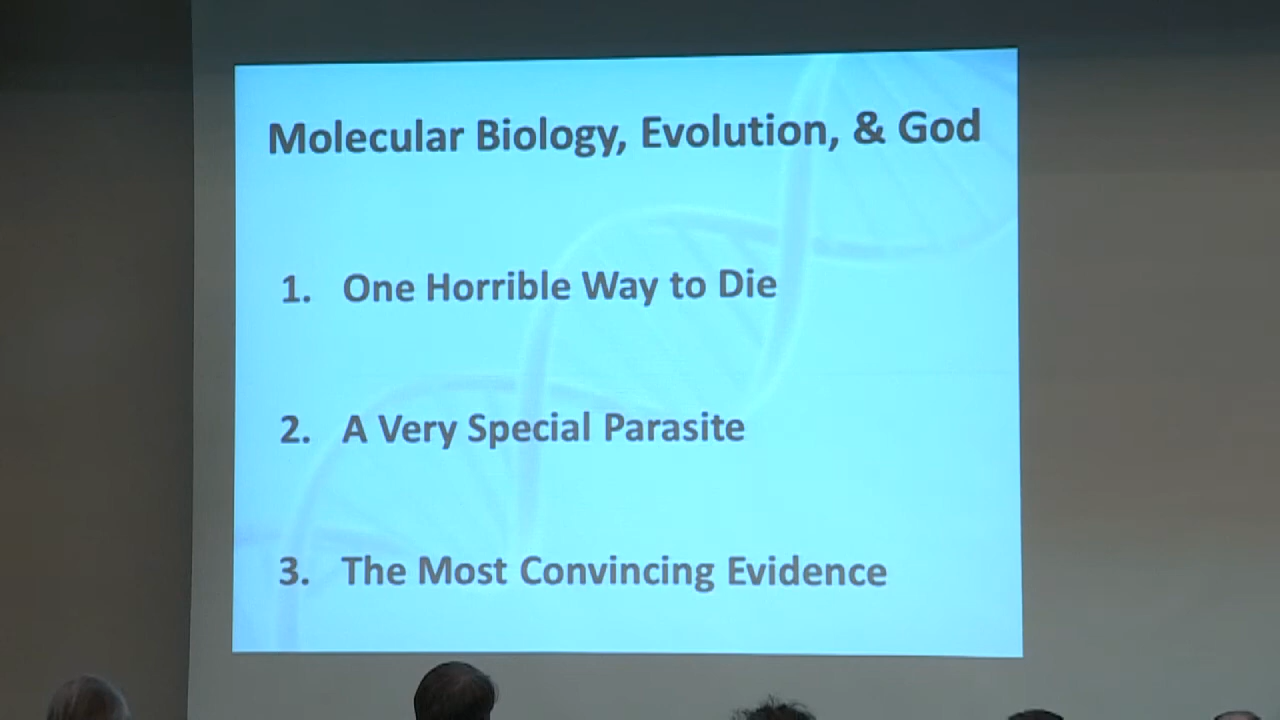 Molecular Biology, Evolution, & God
1. One Horrible Way to Die
2. A Very Special Parasite
3. The Most Convincing Evidence